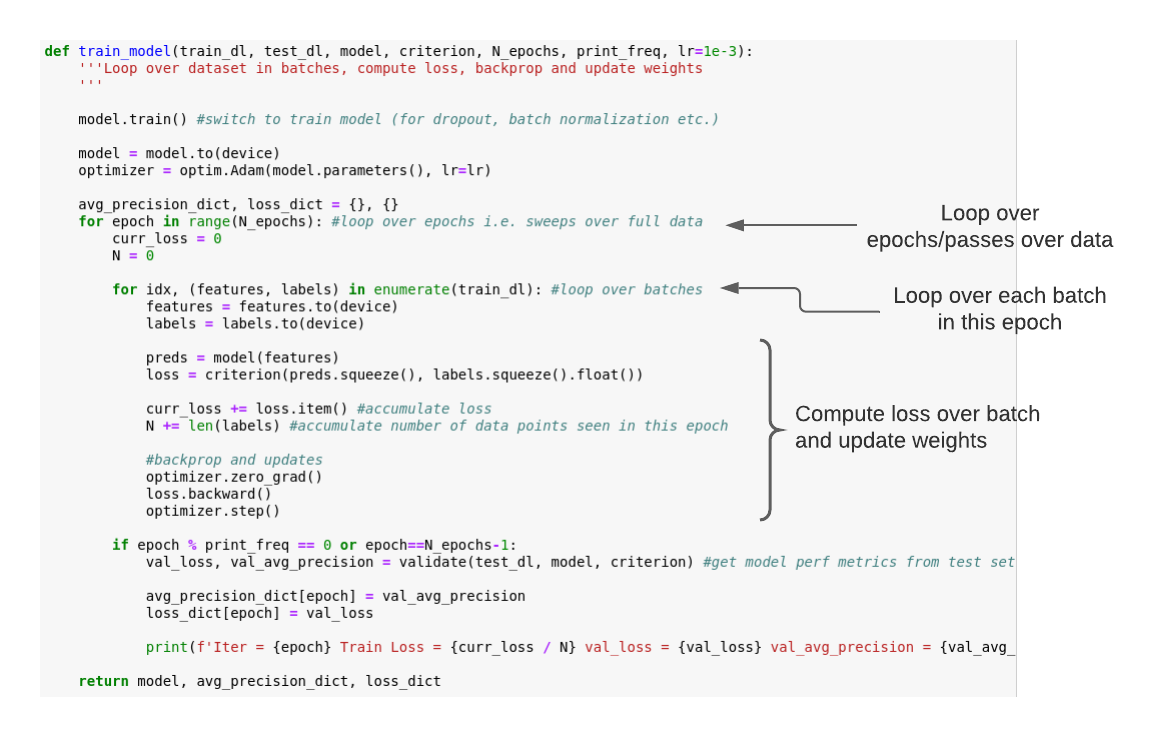 def train_model(train_dl, test_dl, model, criterion, N_epochs, print_freq, lr=1e-3):
    '''Loop over dataset in batches, compute loss, backprop and update weights
    '''
    model.train() #switch to train model (for dropout, batch normalization etc.)
    model = model.to(device)
    optimizer = optim.Adam(model.parameters(), lr=lr)
    avg_precision_dict, loss_dict = {}, {}
    for epoch in range(N_epochs): #loop over epochs i.e. sweeps over full data
        curr_loss = 0
        N = 0
        for idx, (features, labels) in enumerate(train_dl): #loop over batches
            features = features.to(device)
            labels = labels.to(device)
            preds = model(features)
            loss = criterion(preds.squeeze(), labels.squeeze().float())
            curr_loss += loss.item() #accumulate loss
            N += len(labels) #accumulate number of data points seen in this epoch
            #backprop and updates
            optimizer.zero_grad()
            loss.backward()
            optimizer.step()
        if epoch % print_freq == 0 or epoch==N_epochs-1:
            val_loss, val_avg_precision = validate(test_dl, model, criterion) #get model perf metrics from test set
            avg_precision_dict[epoch] = val_avg_precision
            loss_dict[epoch] = val_loss
            print(f'Iter = {epoch} Train Loss = {curr_loss / N} val_loss = {val_loss} val_avg_precision = {val_avg_
    return model, avg_precision_dict, loss_dict
Loop over
epochs/passes over data
Loop over each batch
in this epoch
Compute loss over batch
and update weights